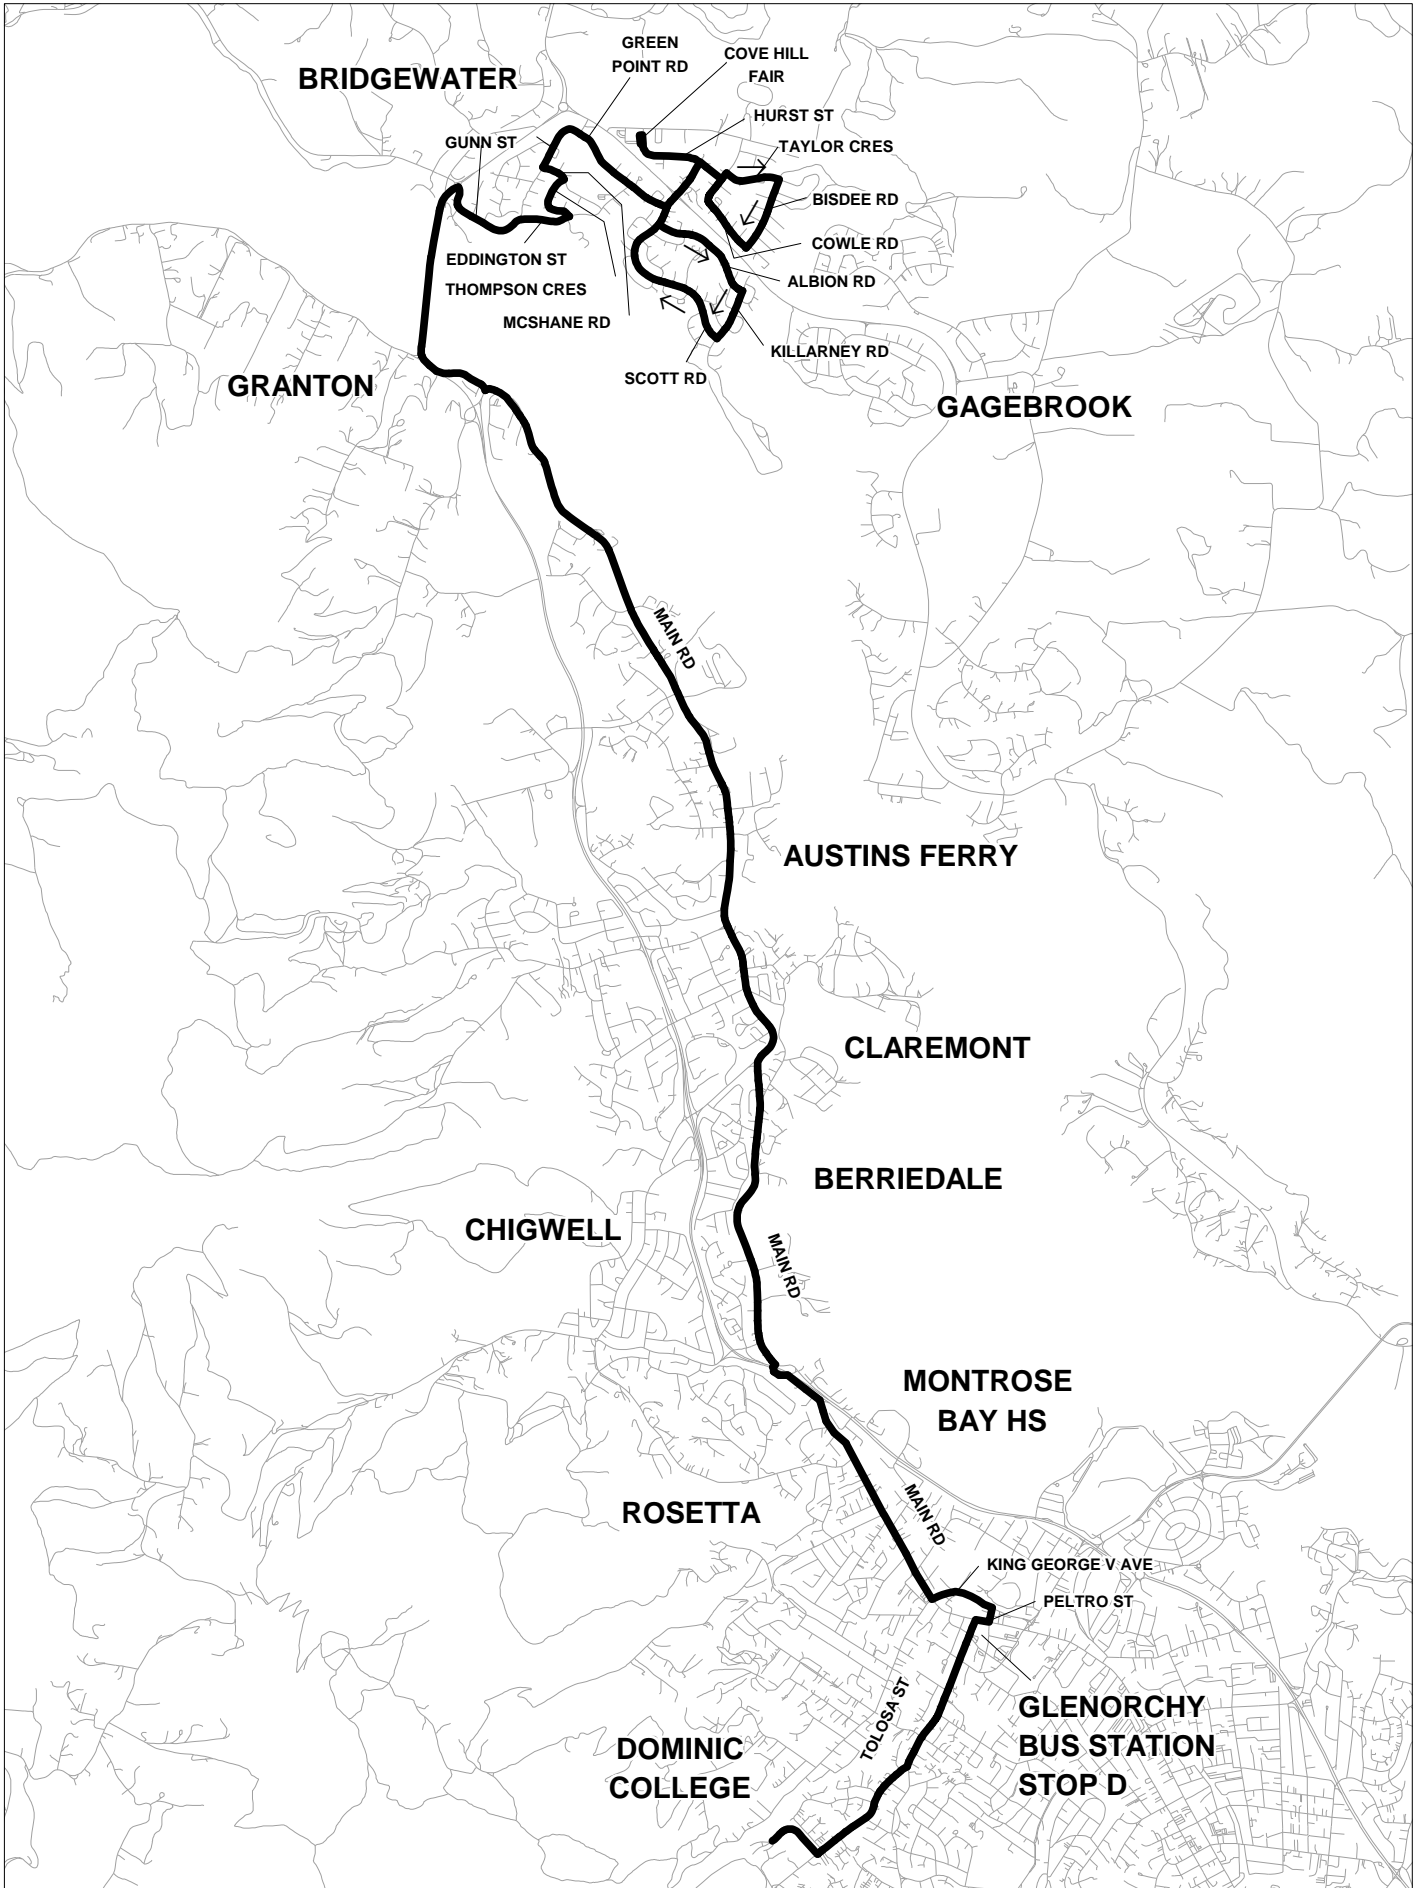 GREEN
POINT RD
COVE HILL
FAIR
BRIDGEWATER
HURST ST
GUNN ST
TAYLOR CRES
BISDEE RD
COWLE RD
EDDINGTON ST
ALBION RD
THOMPSON CRES
MCSHANE RD
KILLARNEY RD
SCOTT RD
GRANTON
GAGEBROOK
MAIN RD
AUSTINS FERRY
CLAREMONT
BERRIEDALE
CHIGWELL
MAIN RD
MONTROSE
BAY HS
ROSETTA
MAIN RD
KING GEORGE V AVE
PELTRO ST
TOLOSA ST
GLENORCHY
BUS STATION
STOP D
DOMINIC
COLLEGE